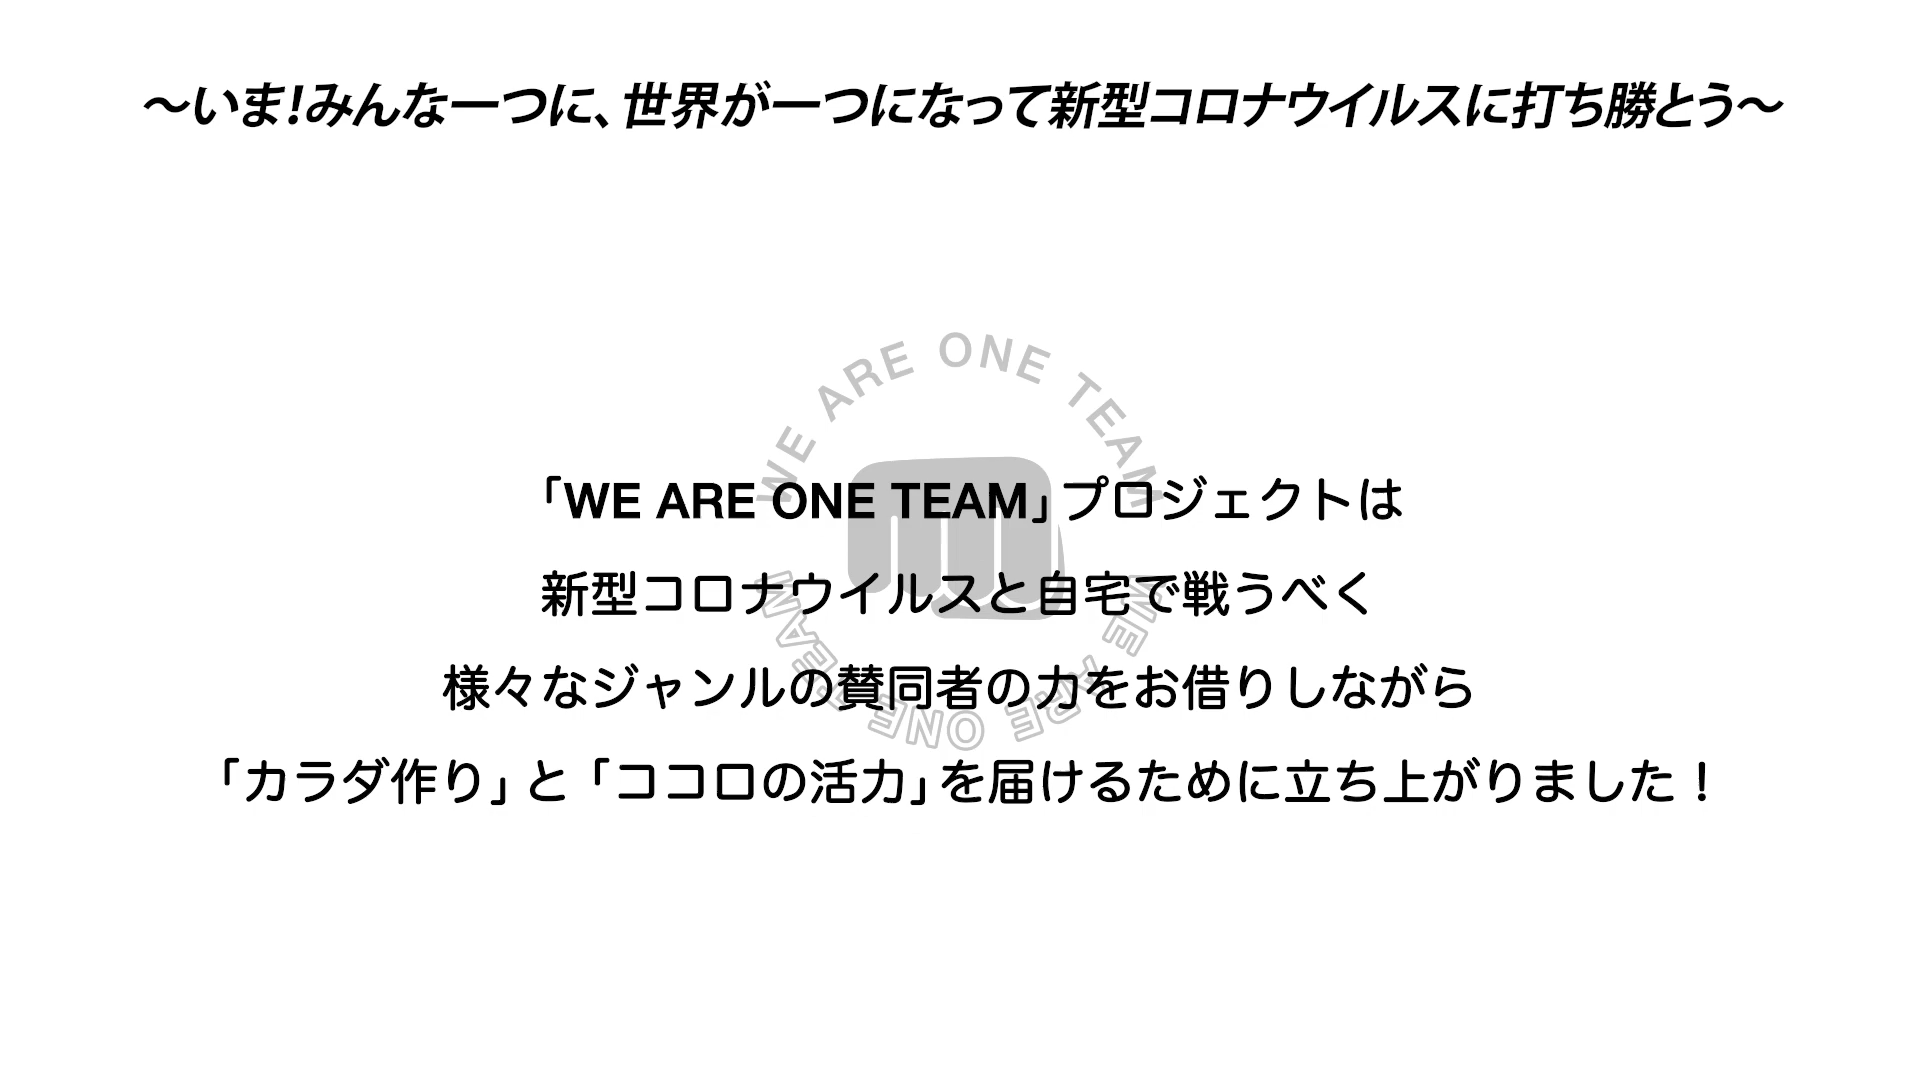 〜いま!みんな一つに、世界が一つになって新型コロナウイルスに打ち勝とう〜
WE ARE ONE TEAM
「WE ARE ONE TEAM」プロジェクトは
新型コロナウイルスと自宅で戦うべく
様々なジャンルの賛同者の力をお借りしながら
「カラダ作り」と「ココロの活力」を届けるために立ち上がりました！
WE ARE ONE TEAM